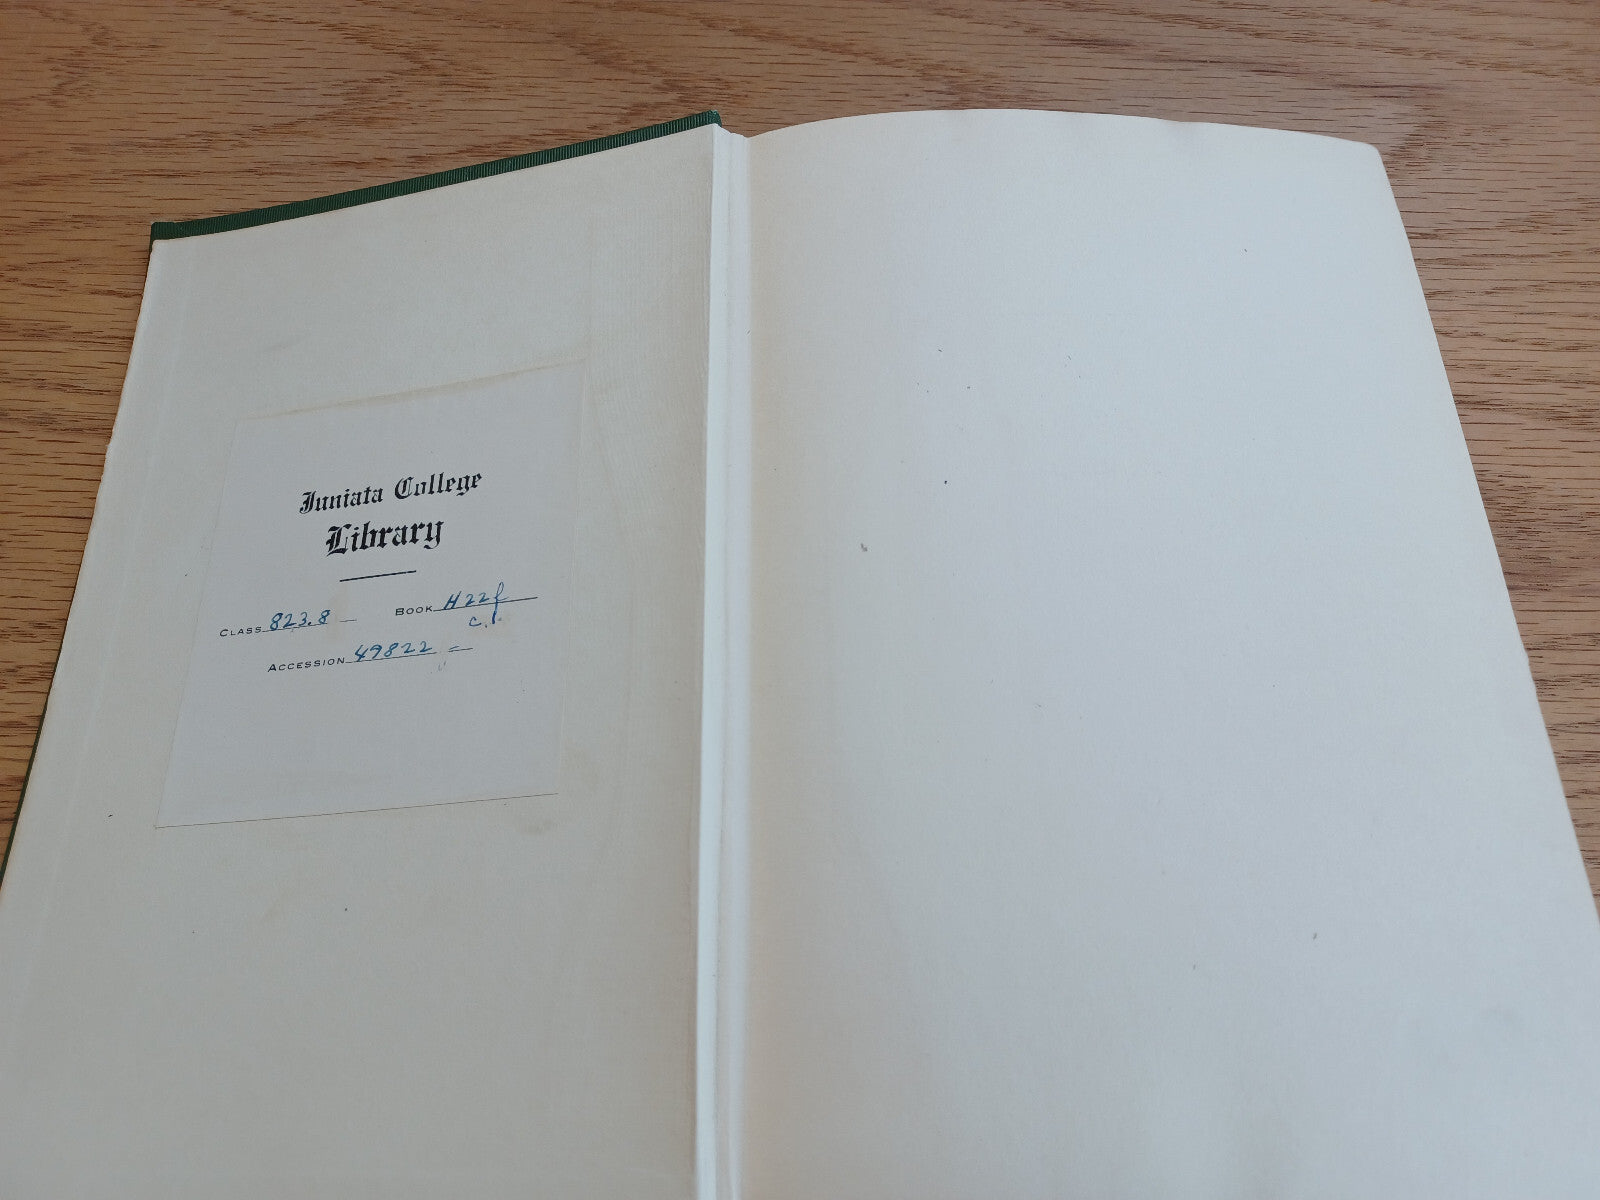 Juniata College
Library
CLASS 823.8 BOOK H22f
c.1.
ACCESSION 49822